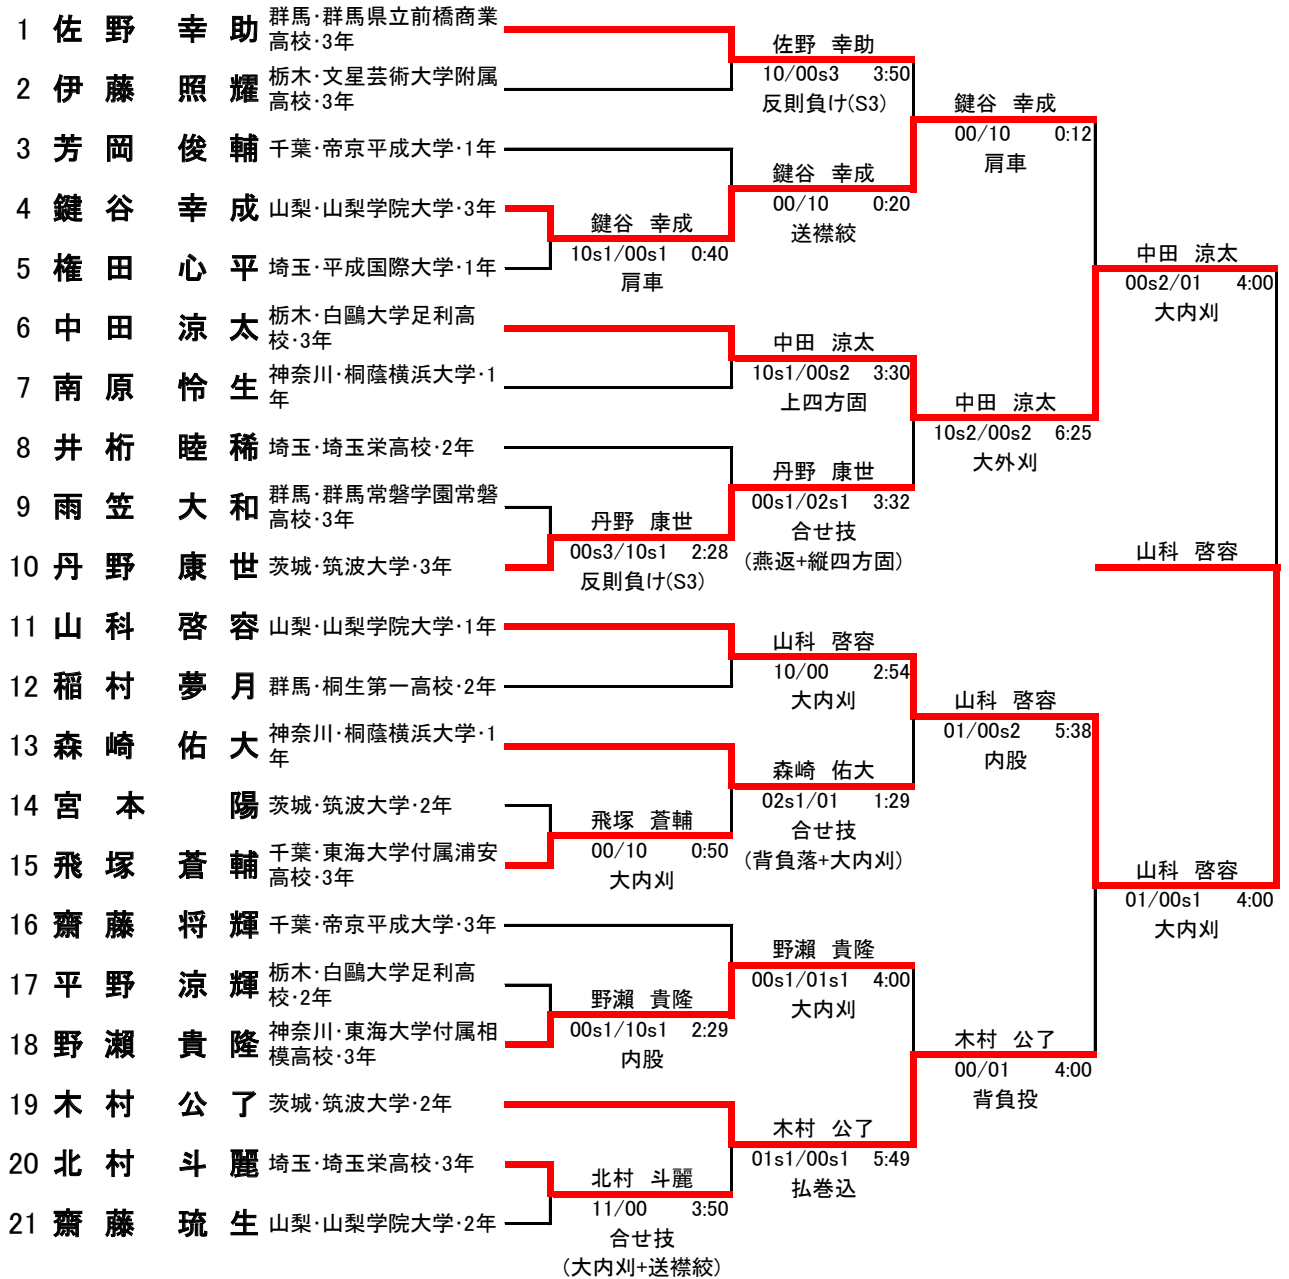 1 佐野 幸助 群馬･群馬県立前橋商業
高校･3年
2 伊藤 照耀 栃木･文星芸術大学附属
高校･3年
3 芳岡 俊輔 千葉･帝京平成大学･1年
4 鍵谷 幸成 山梨･山梨学院大学･3年
5 権田 心平 埼玉･平成国際大学･1年
6 中田 涼太 栃木･白鷗大学足利高
校･3年
7 南原 怜生 神奈川･桐蔭横浜大学･1
年
8 井桁 睦稀 埼玉･埼玉栄高校･2年
9 雨笠 大和 群馬･群馬常磐学園常磐
高校･3年
10 丹野 康世 茨城･筑波大学･3年
11 山科 啓容 山梨･山梨学院大学･1年
12 稲村 夢月 群馬･桐生第一高校･2年
13 森崎 佑大 神奈川･桐蔭横浜大学･1
年
14 宮本 陽 茨城･筑波大学･2年
15 飛塚 蒼輔 千葉･東海大学付属浦安
高校･3年
16 齋藤 将輝 千葉･帝京平成大学･3年
17 平野 涼輝 栃木･白鷗大学足利高
校･2年
18 野瀬 貴隆 神奈川･東海大学付属相
模高校･3年
19 木村 公了 茨城･筑波大学･2年
20 北村 斗麗 埼玉･埼玉栄高校･3年
21 齋藤 琉生 山梨･山梨学院大学･2年
鍵谷 幸成
10s1/00s1 0:40
肩車
丹野 康世
00s3/10s1 2:28
反則負け(S3)
飛塚 蒼輔
00/10 0:50
大内刈
野瀬 貴隆
00s1/10s1 2:29
内股
北村 斗麗
11/00 3:50
合せ技
(大内刈+送襟絞)
佐野 幸助
10/00s3 3:50
反則負け(S3)
鍵谷 幸成
00/10 0:20
送襟絞
中田 涼太
10s1/00s2 3:30
上四方固
丹野 康世
00s1/02s1 3:32
合せ技
(燕返+縦四方固)
山科 啓容
10/00 2:54
大内刈
森崎 佑大
02s1/01 1:29
合せ技
(背負落+大内刈)
野瀬 貴隆
00s1/01s1 4:00
大内刈
木村 公了
01s1/00s1 5:49
払巻込
鍵谷 幸成
00/10 0:12
肩車
中田 涼太
10s2/00s2 6:25
大外刈
山科 啓容
01/00s2 5:38
内股
木村 公了
00/01 4:00
背負投
中田 涼太
00s2/01 4:00
大内刈
山科 啓容
01/00s1 4:00
大内刈
山科 啓容